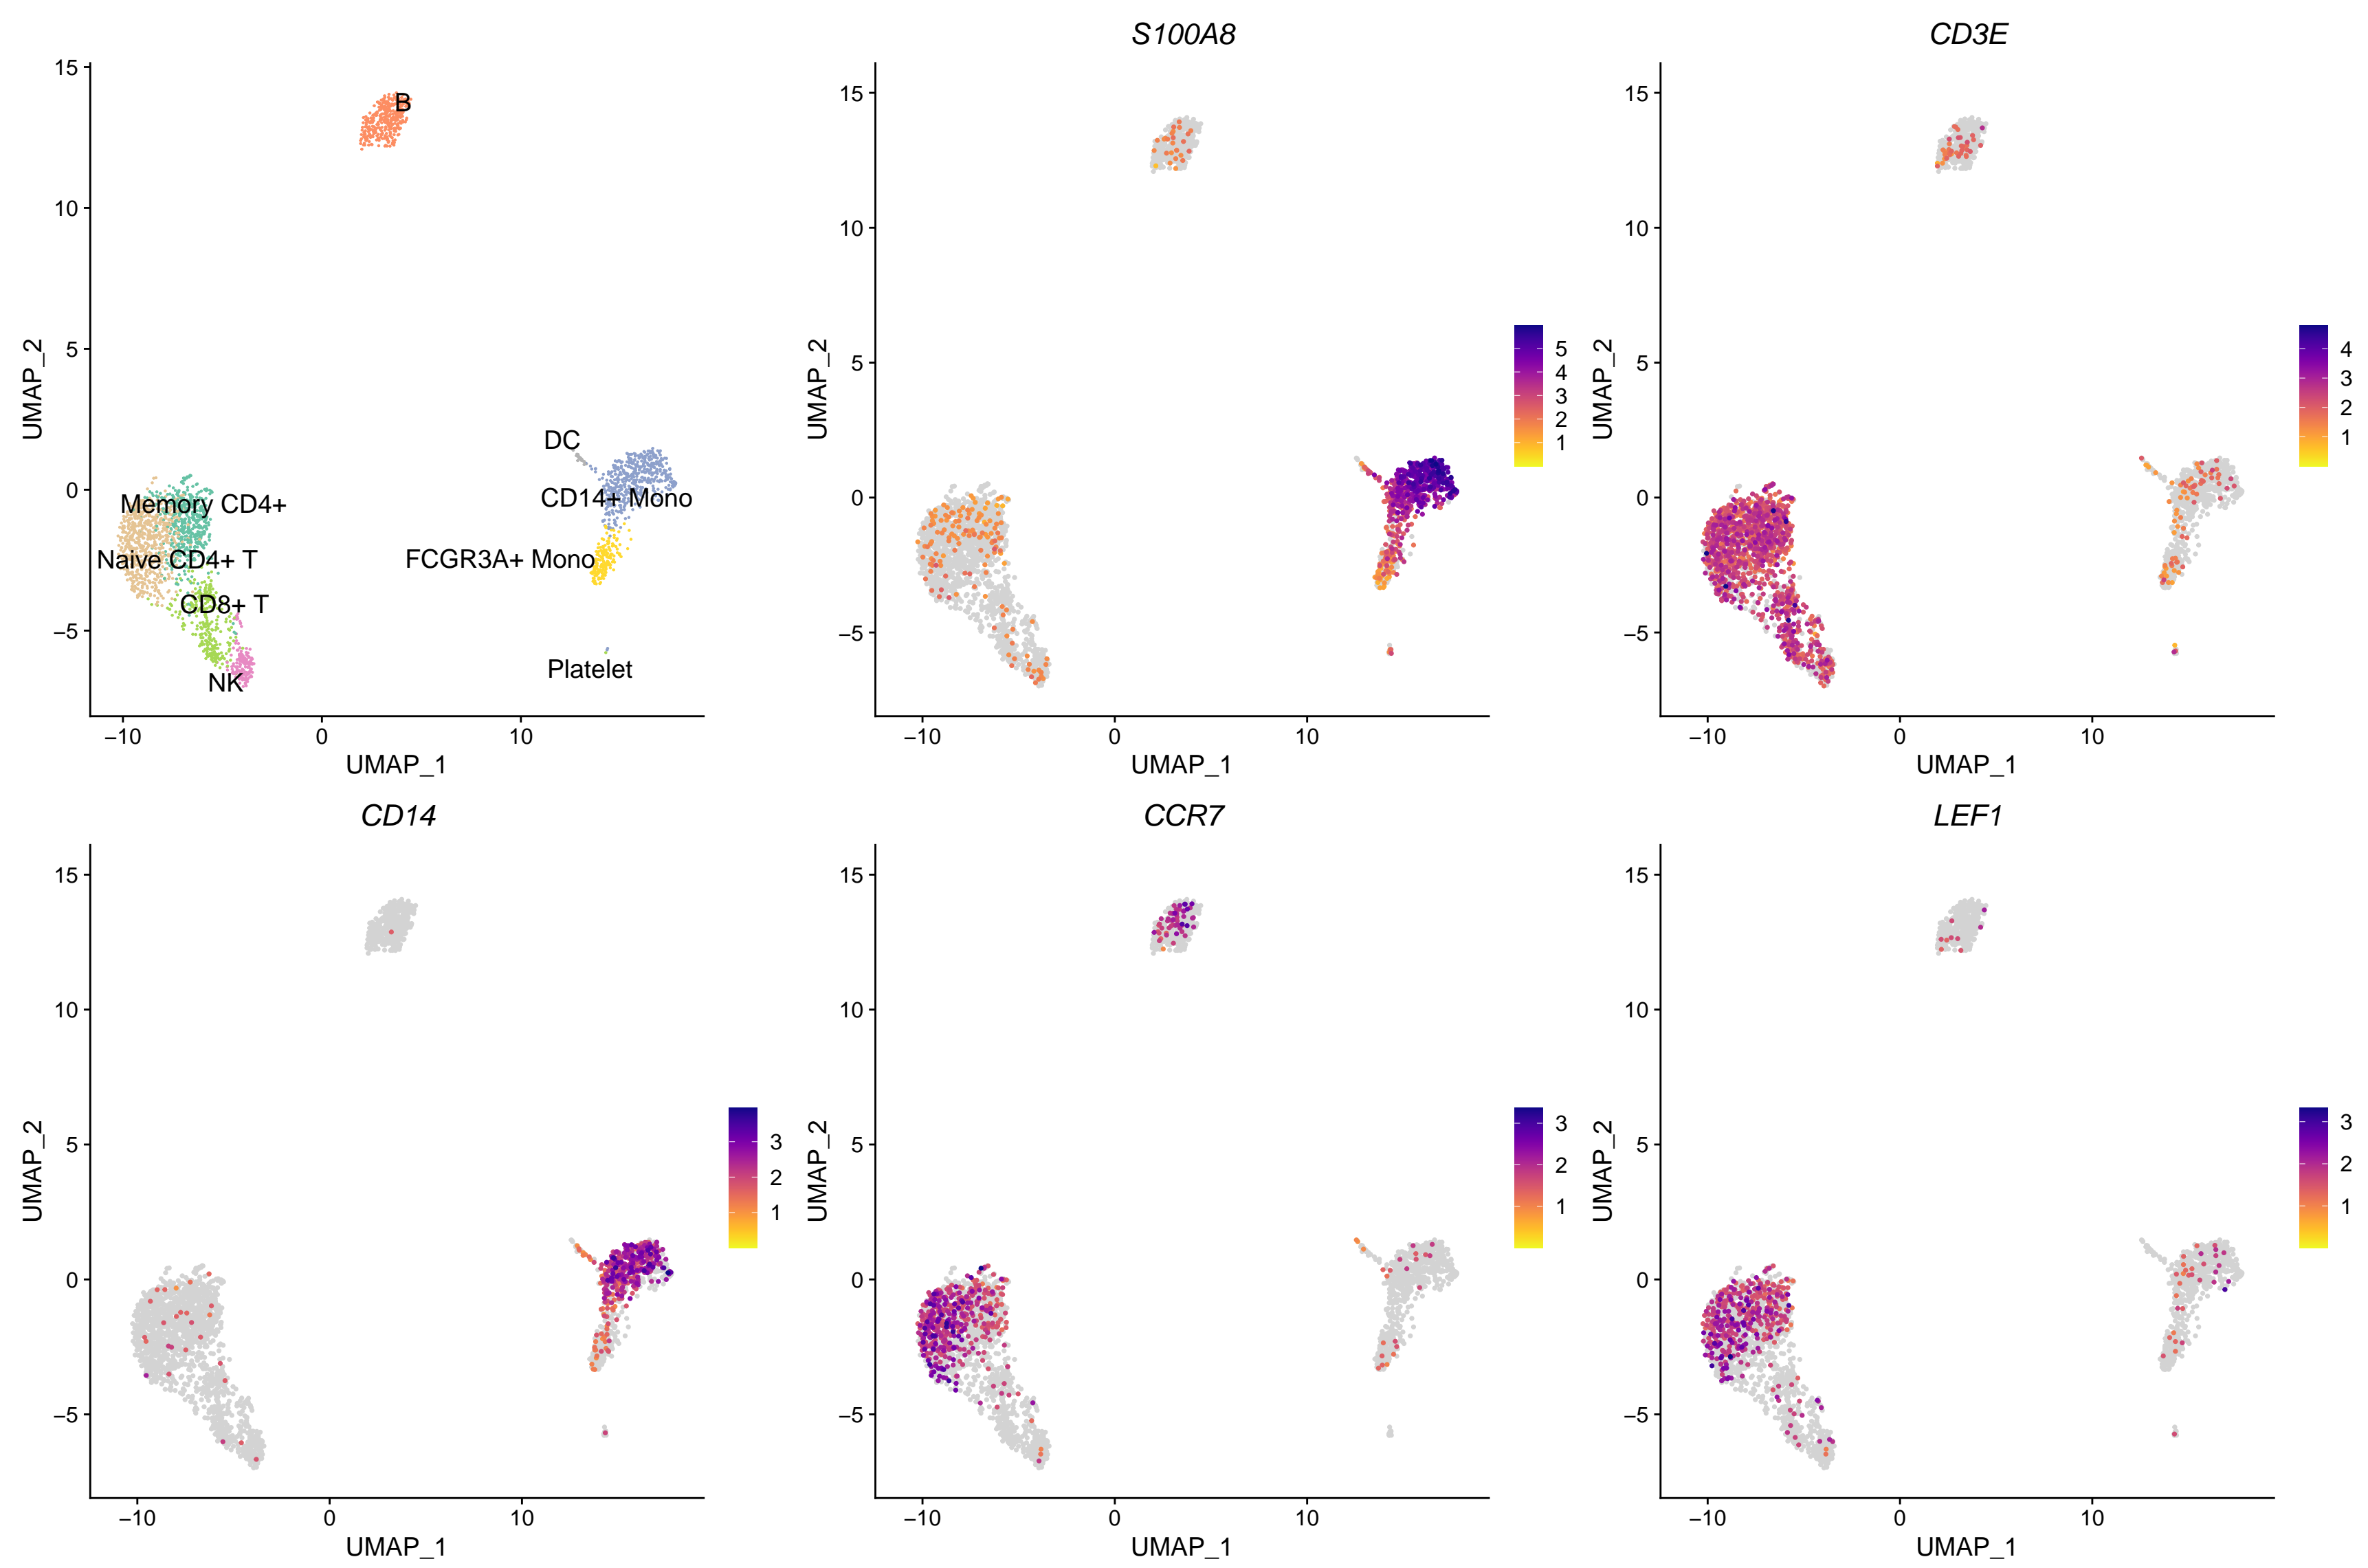 15
10
5
0
−5
−10
0
10
UMAP_1
UMAP_2
B
DC
Memory CD4+
CD14+ Mono
Naive CD4+ T
FCGR3A+ Mono
CD8+ T
Platelet
NK
S100A8
15
10
5
0
−5
−10
0
10
UMAP_1
UMAP_2
5
4
3
2
1
CD3E
15
10
5
0
−5
−10
0
10
UMAP_1
UMAP_2
4
3
2
1
CD14
15
10
5
0
−5
−10
0
10
UMAP_1
UMAP_2
3
2
1
CCR7
15
10
5
0
−5
−10
0
10
UMAP_1
UMAP_2
3
2
1
LEF1
15
10
5
0
−5
−10
0
10
UMAP_1
UMAP_2
3
2
1